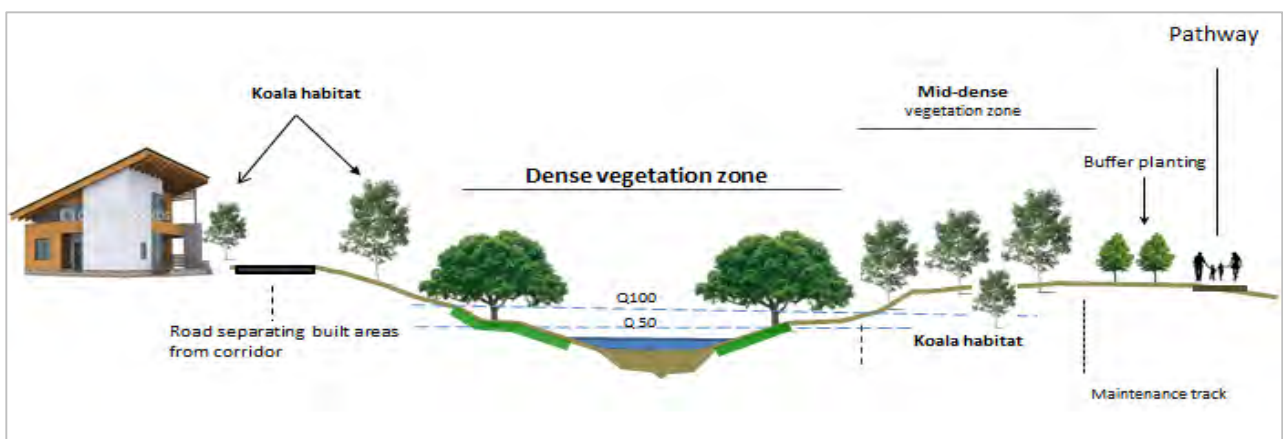 Pathway
Koala habitat
Mid-dense
vegetation zone
Buffer planting
Dense vegetation zone
Q100
Q 50
Road separating built areas
from corridor
Koala habitat
Maintenance track